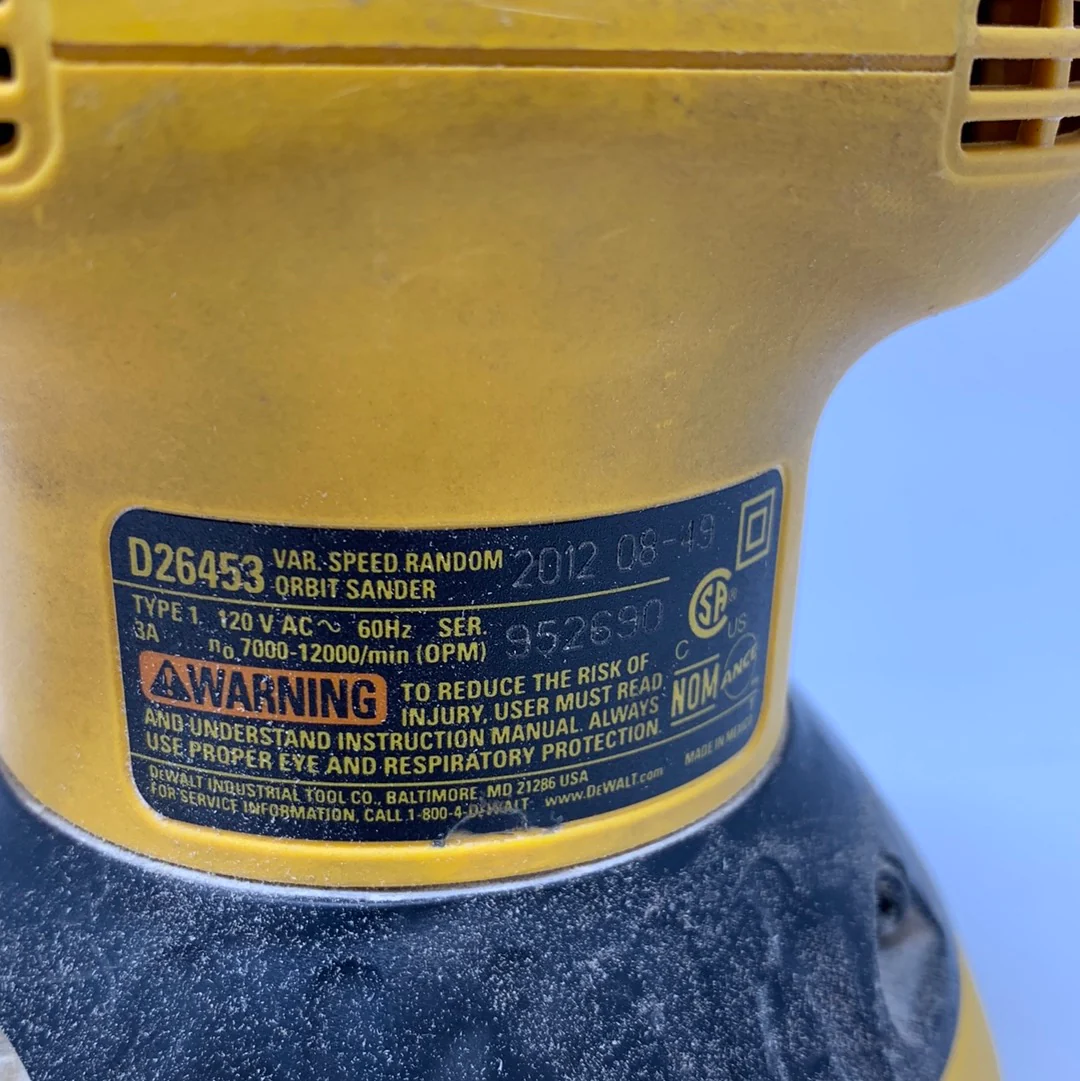 D26453 VAR. SPEED RANDOM 2012 08-49
ORBIT SANDER
TYPE 1 120 V AC ~ 60Hz SER. 952690
3A n₀ 7000-12000/min (OPM)
C SA® US
WARNING TO REDUCE THE RISK OF
INJURY, USER MUST READ
AND UNDERSTAND INSTRUCTION MANUAL. ALWAYS
USE PROPER EYE AND RESPIRATORY PROTECTION.
NOM ANCE
DEWALT INDUSTRIAL TOOL CO., BALTIMORE, MD 21286 USA
FOR SERVICE INFORMATION, CALL 1-800-4-DEWALT www.DEWALT.com
MADE IN MEXICO